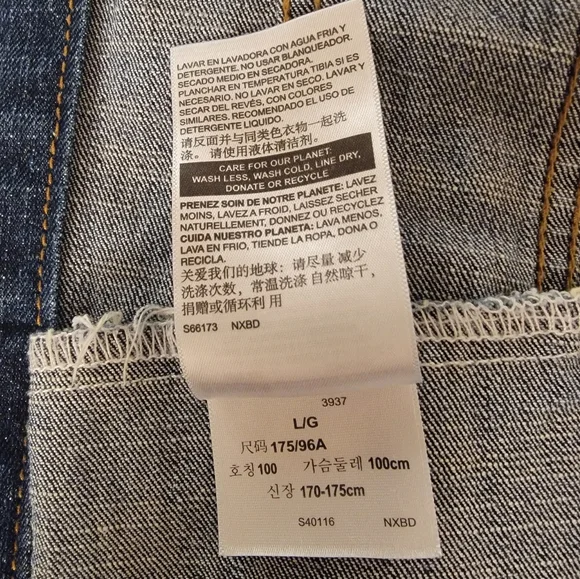 LAVAR EN LAVADORA CON AGUA FRIA Y
DETERGENTE. NO USAR BLANQUEADOR.
SECADO MEDIO EN SECADORA.
PLANCHAR EN TEMPERATURA TIBIA SI ES
NECESARIO. NO LAVAR EN SECO. LAVAR Y
SECAR DEL REVÉS, CON COLORES
SIMILARES. RECOMENDADO EL USO DE
DETERGENTE LIQUIDO.
请反面并与同类色衣物一起洗
涤。 请使用液体清洁剂.
CARE FOR OUR PLANET:
WASH LESS, WASH COLD, LINE DRY,
DONATE OR RECYCLE
PRENEZ SOIN DE NOTRE PLANETE: LAVEZ
MOINS, LAVEZ A FROID, LAISSEZ SECHER
NATURELLEMENT, DONNEZ OU RECYCLEZ
CUIDA NUESTRO PLANETA: LAVA MENOS,
LAVA EN FRIO, TIENDE LA ROPA, DONA O
RECICLA.
关爱我们的地球: 请尽量 减少
洗涤次数, 常温洗涤 自然晾干,
捐赠或循环利 用
S66173 NXBD
3937
L/G
尺码 175/96A
호칭 100 가슴둘레 100cm
신장 170-175cm
S40116 NXBD